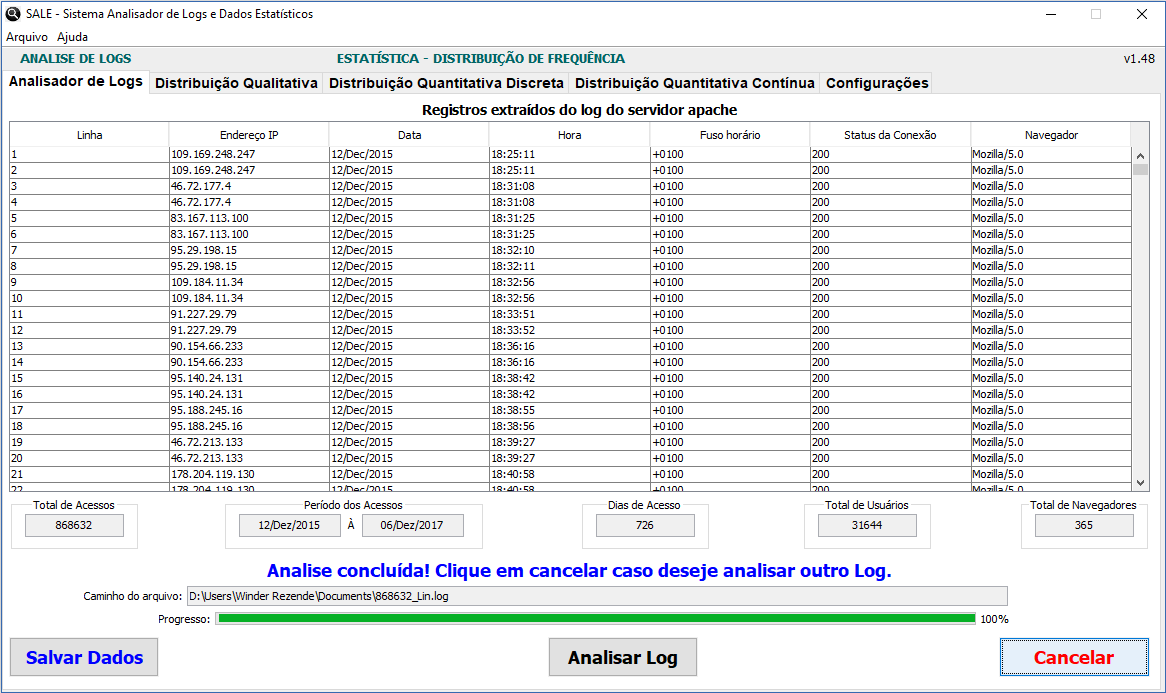 SALE - Sistema Analisador de Logs e Dados Estatísticos
Arquivo Ajuda
ANALISE DE LOGS ESTATÍSTICA - DISTRIBUIÇÃO DE FREQUÊNCIA v1.48
Analisador de Logs Distribuição Qualitativa Distribuição Quantitativa Discreta Distribuição Quantitativa Contínua Configurações
Registros extraídos do log do servidor apache
Linha Endereço IP Data Hora Fuso horário Status da Conexão Navegador
1 109.169.248.247 12/Dec/2015 18:25:11 +0100 200 Mozilla/5.0
2 109.169.248.247 12/Dec/2015 18:25:11 +0100 200 Mozilla/5.0
3 46.72.177.4 12/Dec/2015 18:31:08 +0100 200 Mozilla/5.0
4 46.72.177.4 12/Dec/2015 18:31:08 +0100 200 Mozilla/5.0
5 83.167.113.100 12/Dec/2015 18:31:25 +0100 200 Mozilla/5.0
6 83.167.113.100 12/Dec/2015 18:31:25 +0100 200 Mozilla/5.0
7 95.29.198.15 12/Dec/2015 18:32:10 +0100 200 Mozilla/5.0
8 95.29.198.15 12/Dec/2015 18:32:11 +0100 200 Mozilla/5.0
9 109.184.11.34 12/Dec/2015 18:32:56 +0100 200 Mozilla/5.0
10 109.184.11.34 12/Dec/2015 18:32:56 +0100 200 Mozilla/5.0
11 91.227.29.79 12/Dec/2015 18:33:51 +0100 200 Mozilla/5.0
12 91.227.29.79 12/Dec/2015 18:33:52 +0100 200 Mozilla/5.0
13 90.154.66.233 12/Dec/2015 18:36:16 +0100 200 Mozilla/5.0
14 90.154.66.233 12/Dec/2015 18:36:16 +0100 200 Mozilla/5.0
15 95.140.24.131 12/Dec/2015 18:38:42 +0100 200 Mozilla/5.0
16 95.140.24.131 12/Dec/2015 18:38:42 +0100 200 Mozilla/5.0
17 95.188.245.16 12/Dec/2015 18:38:55 +0100 200 Mozilla/5.0
18 95.188.245.16 12/Dec/2015 18:38:56 +0100 200 Mozilla/5.0
19 46.72.213.133 12/Dec/2015 18:39:27 +0100 200 Mozilla/5.0
20 46.72.213.133 12/Dec/2015 18:39:27 +0100 200 Mozilla/5.0
21 178.204.119.130 12/Dec/2015 18:40:58 +0100 200 Mozilla/5.0
22 178.204.119.130 12/Dec/2015 18:40:58 +0100 200 Mozilla/5.0
Total de Acessos Período dos Acessos Dias de Acesso Total de Usuários Total de Navegadores
868632 12/Dez/2015 À 06/Dez/2017 726 31644 365
Analise concluída! Clique em cancelar caso deseje analisar outro Log.
Caminho do arquivo: D:\Users\Winder Rezende\Documents\868632_Lin.log
Progresso: 100%
Salvar Dados Analisar Log Cancelar